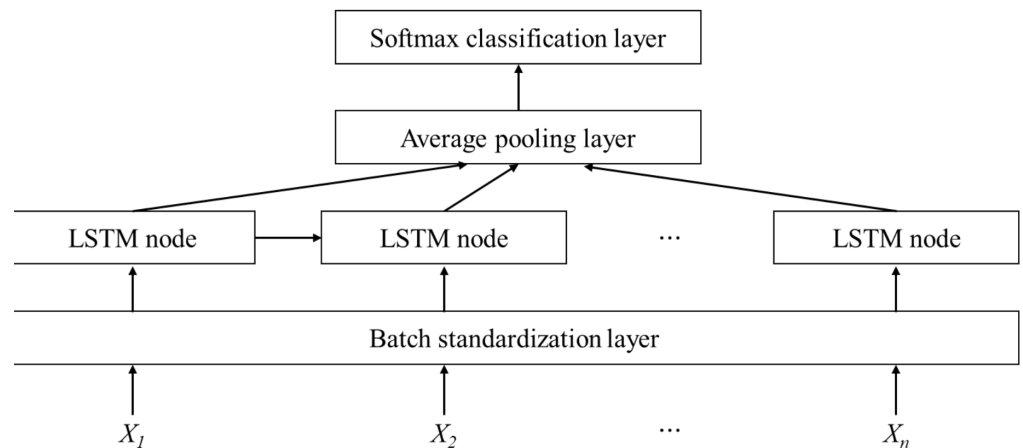 Softmax classification layer
Average pooling layer
LSTM node LSTM node ... LSTM node
Batch standardization layer
X1 X2 ... Xn